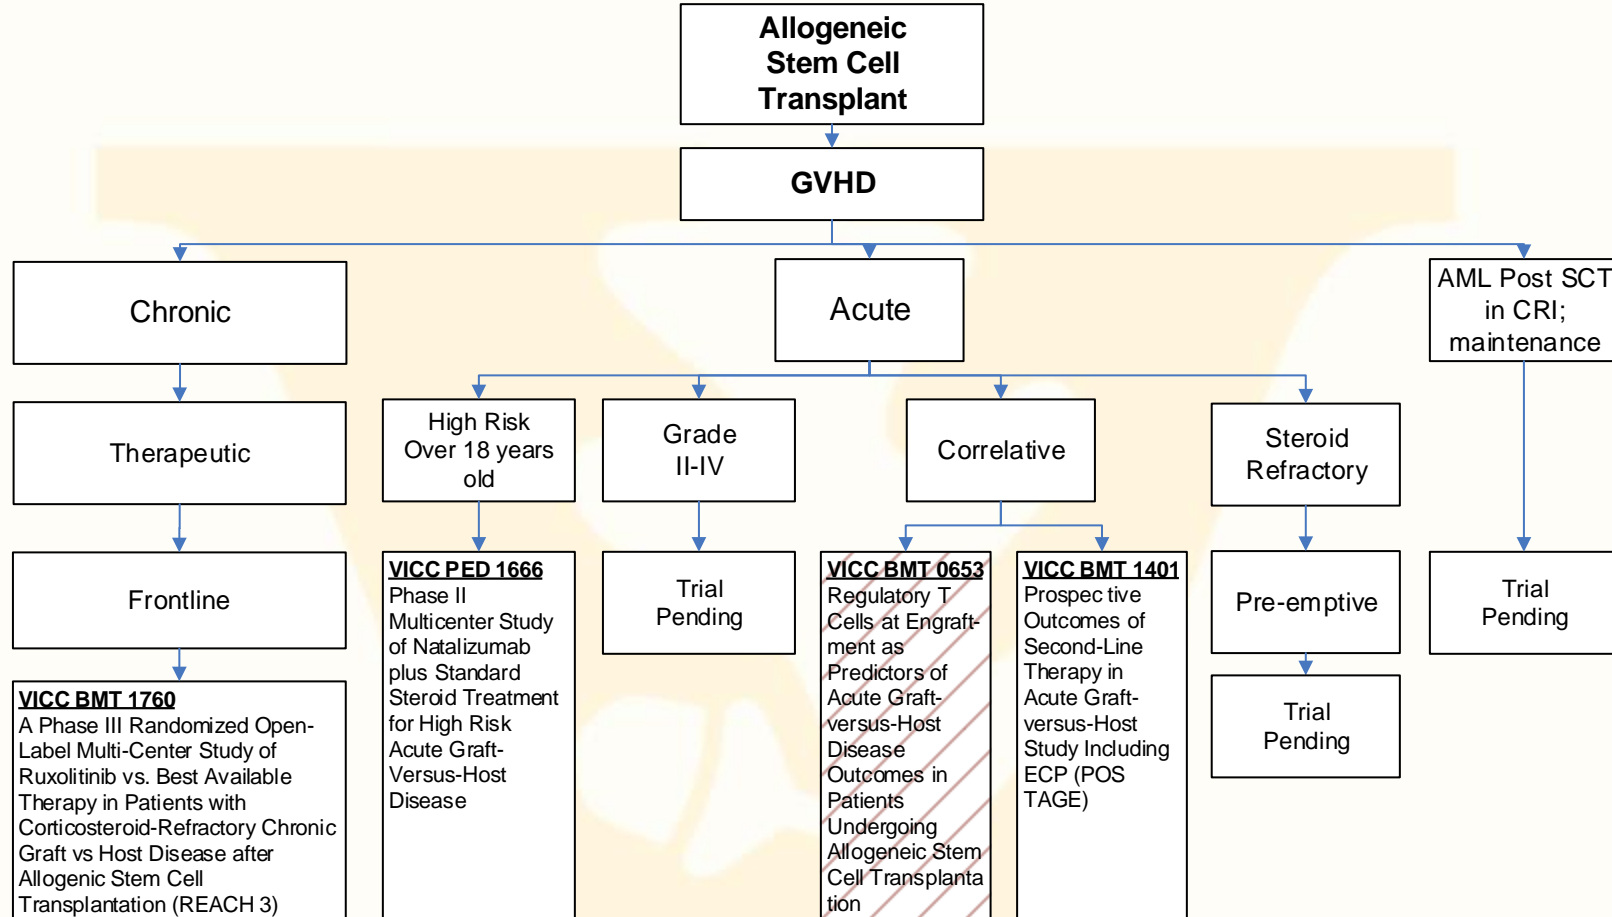 Allogeneic
Stem Cell
Transplant
GVHD
Chronic
Acute
AML Post SCT
in CRI;
maintenance
Therapeutic
High Risk
Over 18 years
old
Grade
II-IV
Correlative
Steroid
Refractory
Frontline
VICC PED 1666
Phase II
Multicenter Study
of Natalizumab
plus Standard
Steroid Treatment
for High Risk
Acute Graft-
Versus-Host
Disease
Trial
Pending
VICC BMT 0653
Regulatory T
Cells at Engraft-
ment as
Predictors of
Acute Graft-
versus-Host
Disease
Outcomes in
Patients
Undergoing
Allogeneic Stem
Cell Transplanta
tion
VICC BMT 1401
Prospective
Outcomes of
Second-Line
Therapy in
Acute Graft-
versus-Host
Study Including
ECP (POS
TAGE)
Pre-emptive
Trial
Pending
Trial
Pending
VICC BMT 1760
A Phase III Randomized Open-
Label Multi-Center Study of
Ruxolitinib vs. Best Available
Therapy in Patients with
Corticosteroid-Refractory Chronic
Graft vs Host Disease after
Allogenic Stem Cell
Transplantation (REACH 3)